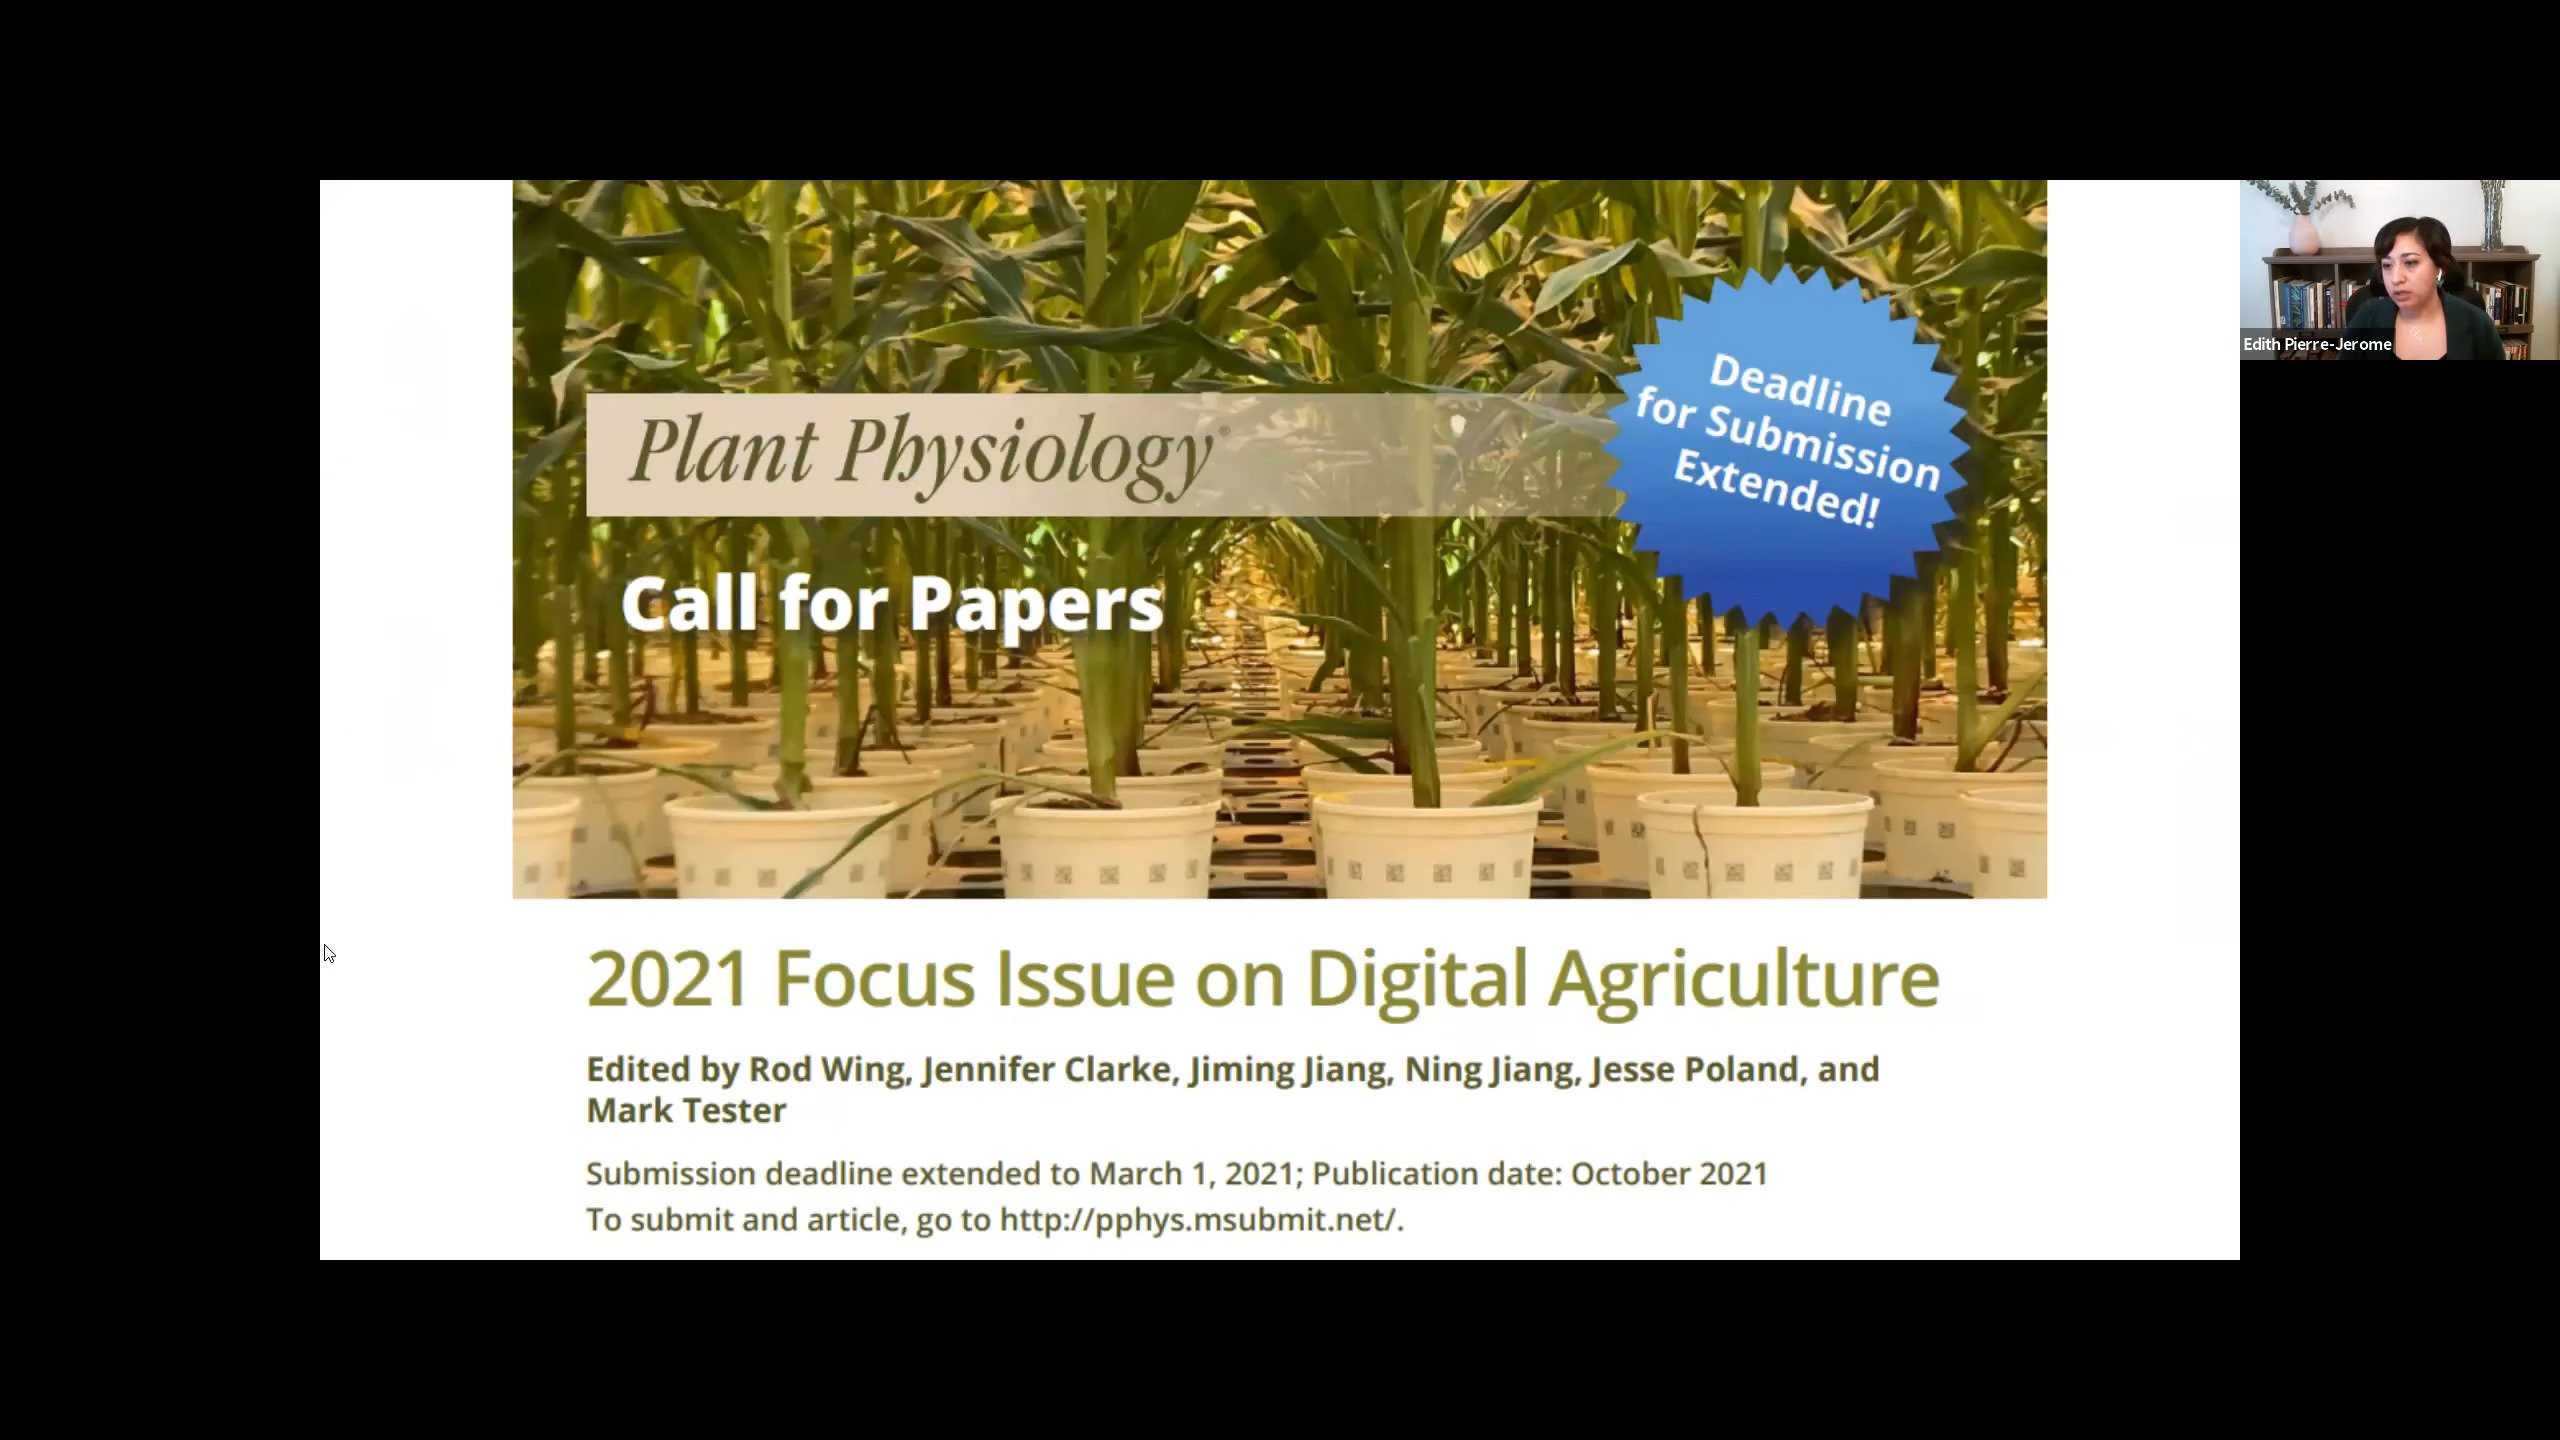 Plant Physiology®
Call for Papers
Deadline
for Submission
Extended!
2021 Focus Issue on Digital Agriculture
Edited by Rod Wing, Jennifer Clarke, Jiming Jiang, Ning Jiang, Jesse Poland, and
Mark Tester
Submission deadline extended to March 1, 2021; Publication date: October 2021
To submit and article, go to http://pphys.msubmit.net/.
Edith Pierre-Jerome